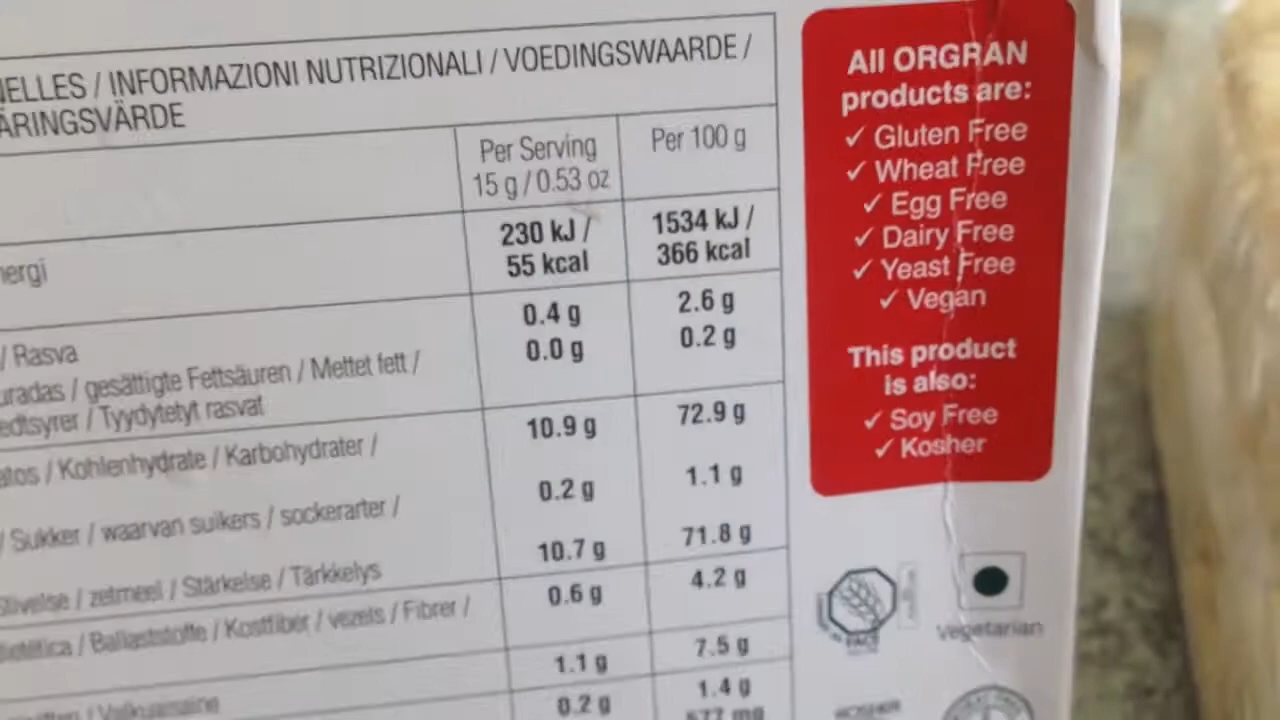 NELLES / INFORMAZIONI NUTRIZIONALI / VOEDINGSWAARDE /
ÄRINGSVÄRDE
Per Serving
15 g / 0.53 oz
Per 100 g
nergi
230 kJ /
55 kcal
1534 kJ /
366 kcal
/ Rasva
0.4 g
2.6 g
uradas / gesättigte Fettsäuren / Mettet fett /
edtsyrer / Tyydytetyt rasvat
0.0 g
0.2 g
atos / Kohlenhydrate / Karbohydrater /
10.9 g
72.9 g
/ Sukker / waarvan suikers / sockerarter /
0.2 g
1.1 g
Stivelse / zetmeel / Stärkelse / Tärkkelys
10.7 g
71.8 g
/ Ballaststoffe / Kostfiber / vezels / Fibrer /
0.6 g
4.2 g
1.1 g
7.5 g
0.2 g
1.4 g
577 mg
All ORGRAN
products are:
✓ Gluten Free
✓ Wheat Free
✓ Egg Free
✓ Dairy Free
✓ Yeast Free
✓ Vegan
This product
is also:
✓ Soy Free
✓ Kosher
Vegetarian
KOSHER